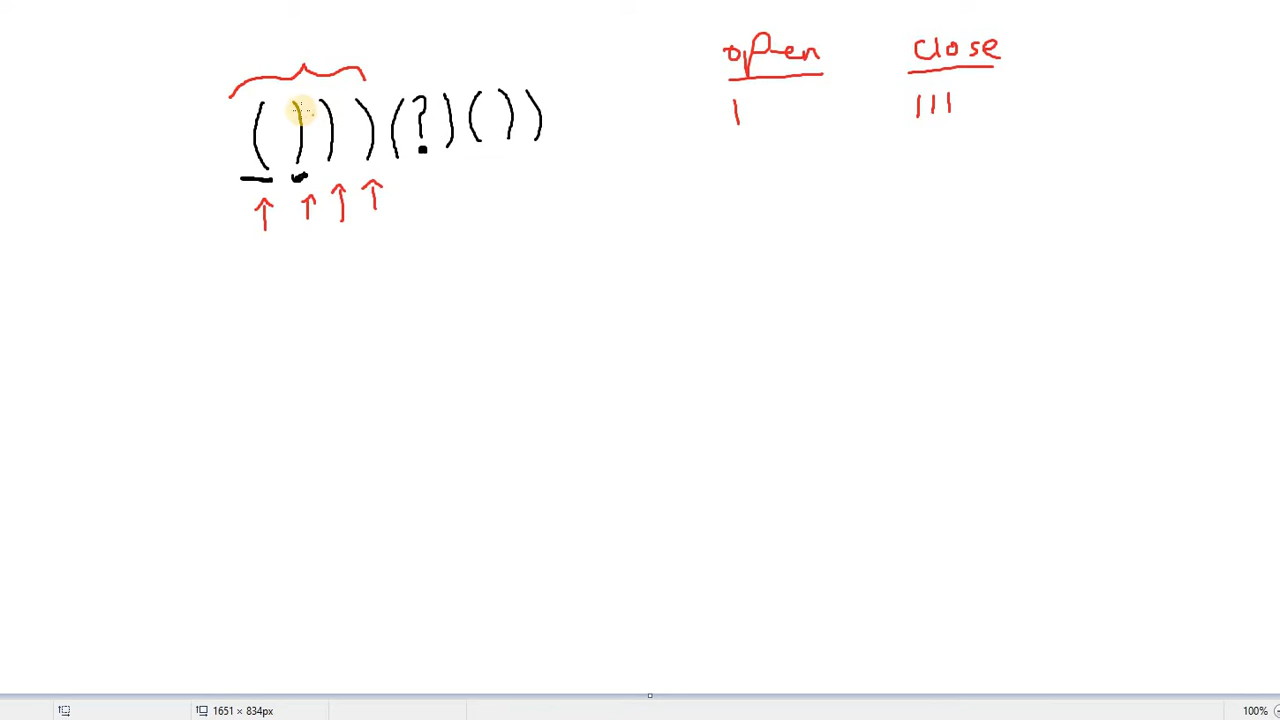 open close
( ) ) ) ( ? ) ( ) )
| |||
1651 × 834px 100%